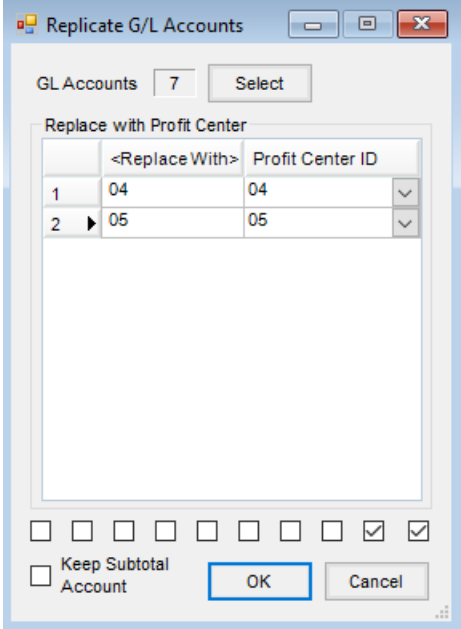 Replicate G/L Accounts
GL Accounts 7 Select
Replace with Profit Center
<Replace With> Profit Center ID
1 04 04
2 05 05
Keep Subtotal
Account
OK Cancel